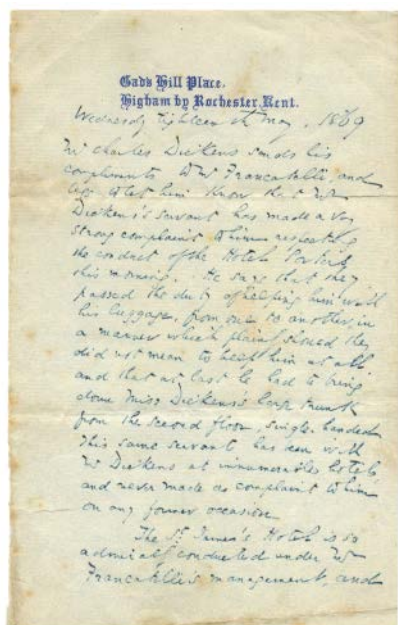 Gad's Hill Place,
Higham by Rochester, Kent.
Wednesday Eighteenth May, 1869
Mr Charles Dickens sends his
compliments to Mr Francatelli, and
begs to let him know that Mr
Dickens's servant has made a very
strong complaint to him respecting
the conduct of the Hotel Porters
this morning. He says that they
passed the duty of helping him with
his luggage, from one to another, in
a manner which plainly showed they
did not mean to help him at all
and that at last he had to bring
down Miss Dickens's large trunk
from the second floor, single-handed
This same servant has been with
Mr Dickens at innumerable hotels
and never made a complaint to him
on any former occasion
The St. James's Hotel is so
admirably conducted under Mr
Francatelli's management, and